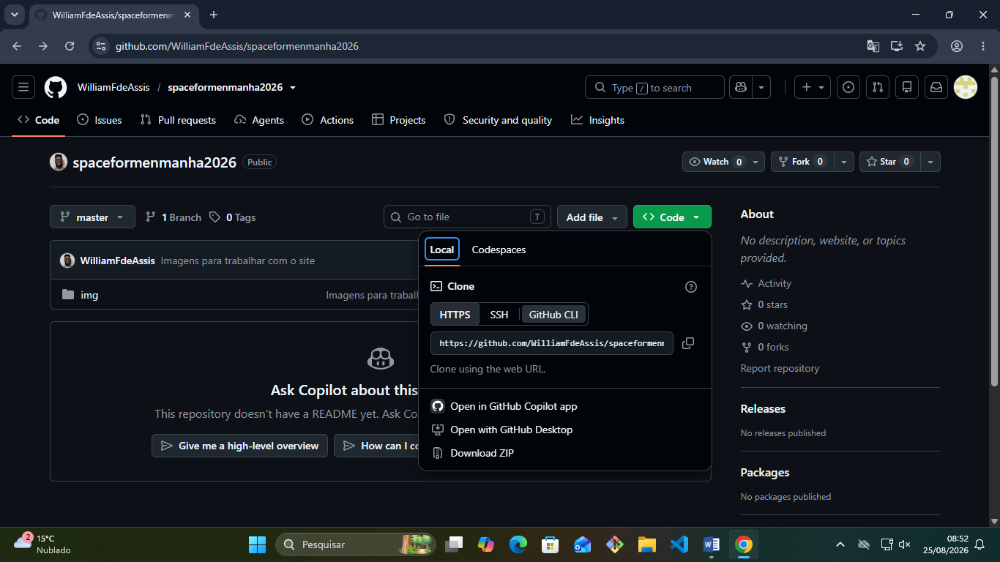 WilliamFdeAssis/spaceformenm
github.com/WilliamFdeAssis/spaceformenmanha2026
WilliamFdeAssis / spaceformenmanha2026
Type / to search
Code Issues Pull requests Agents Actions Projects Security and quality Insights
spaceformenmanha2026 Public
Watch 0 Fork 0 Star 0
master 1 Branch 0 Tags
Go to file T Add file Code
About
No description, website, or topics
provided.
WilliamFdeAssis Imagens para trabalhar com o site
img Imagens para traball
Local Codespaces
Clone
HTTPS SSH GitHub CLI
https://github.com/WilliamFdeAssis/spaceformenm
Clone using the web URL.
Open in GitHub Copilot app
Open with GitHub Desktop
Download ZIP
Ask Copilot about this
This repository doesn't have a README yet. Ask Co
Give me a high-level overview How can I co
Activity
0 stars
0 watching
0 forks
Report repository
Releases
No releases published
Packages
No packages published
2
15°C
Nublado
Pesquisar
08:52
25/08/2026